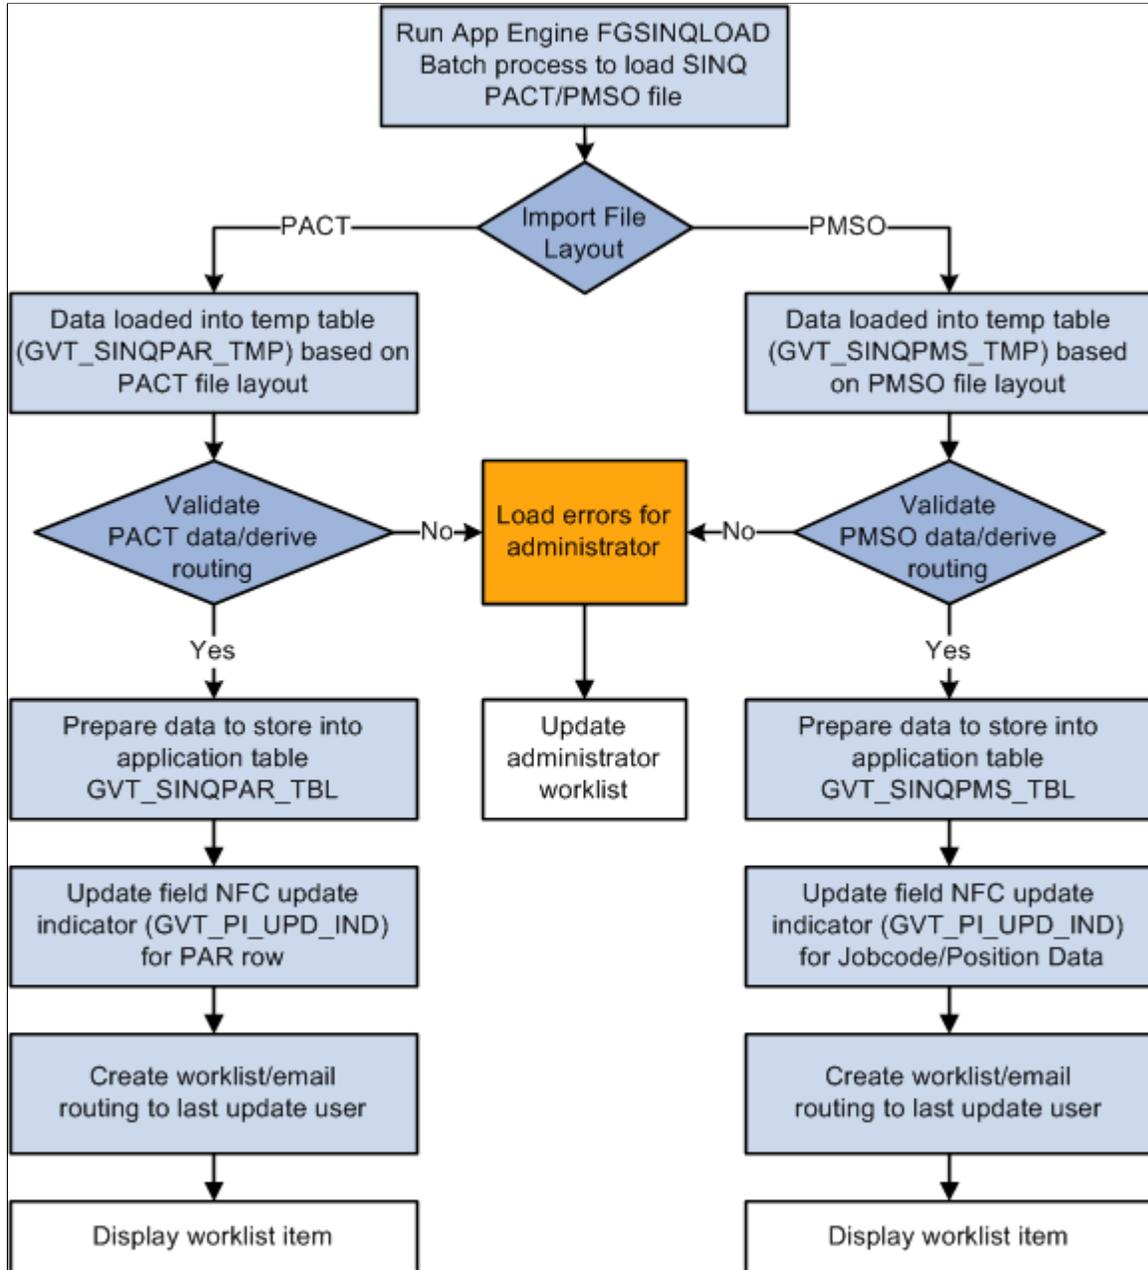 Run App Engine FGSINQLOAD
Batch process to load SINQ
PACT/PMSO file
Import File
Layout
PACT
PMSO
Data loaded into temp table
(GVT_SINQPAR_TMP) based on
PACT file layout
Data loaded into temp table
(GVT_SINQPMS_TMP) based
on PMSO file layout
Validate
PACT data/derive
routing
No
Load errors for
administrator
No
Validate
PMSO data/derive
routing
Yes
Yes
Prepare data to store into
application table
GVT_SINQPAR_TBL
Update
administrator
worklist
Prepare data to store into
application table
GVT_SINQPMS_TBL
Update field NFC update
indicator (GVT_PI_UPD_IND)
for PAR row
Update field NFC update
indicator (GVT_PI_UPD_IND)
for Jobcode/Position Data
Create worklist/email
routing to last update user
Create worklist/email
routing to last update user
Display worklist item
Display worklist item